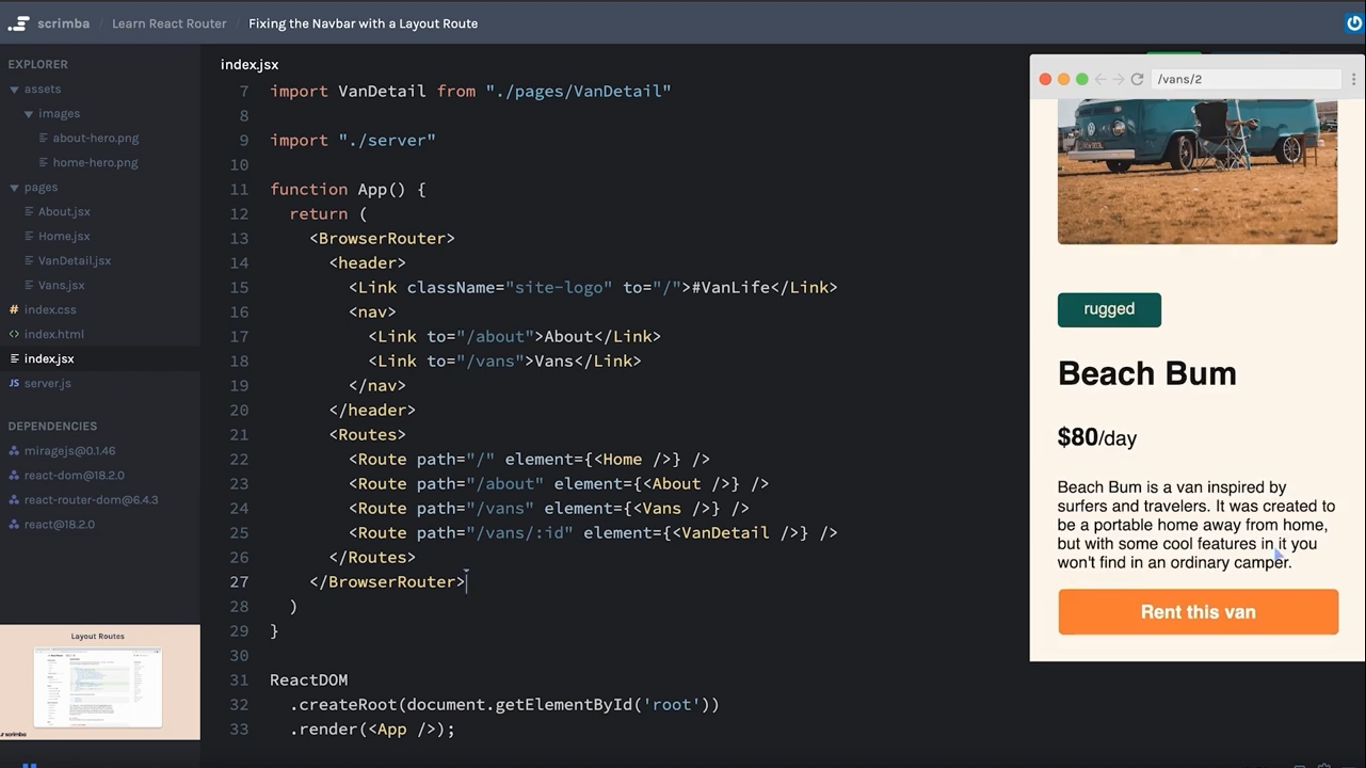 scrimba / Learn React Router / Fixing the Navbar with a Layout Route
EXPLORER
assets
images
about-hero.png
home-hero.png
pages
About.jsx
Home.jsx
VanDetail.jsx
Vans.jsx
# index.css
<> index.html
index.jsx
JS server.js
DEPENDENCIES
miragejs@0.1.46
react-dom@18.2.0
react-router-dom@6.4.3
react@18.2.0
Layout Routes
index.jsx
7 import VanDetail from "./pages/VanDetail"
8
9 import "./server"
10
11 function App() {
12 return (
13 <BrowserRouter>
14 <header>
15 <Link className="site-logo" to="/">#VanLife</Link>
16 <nav>
17 <Link to="/about">About</Link>
18 <Link to="/vans">Vans</Link>
19 </nav>
20 </header>
21 <Routes>
22 <Route path="/" element={<Home />} />
23 <Route path="/about" element={<About />} />
24 <Route path="/vans" element={<Vans />} />
25 <Route path="/vans/:id" element={<VanDetail />} />
26 </Routes>
27 </BrowserRouter>
28 )
29 }
30
31 ReactDOM
32 .createRoot(document.getElementById('root'))
33 .render(<App />);
/vans/2
rugged
Beach Bum
$80/day
Beach Bum is a van inspired by
surfers and travelers. It was created to
be a portable home away from home,
but with some cool features in it you
won't find in an ordinary camper.
Rent this van